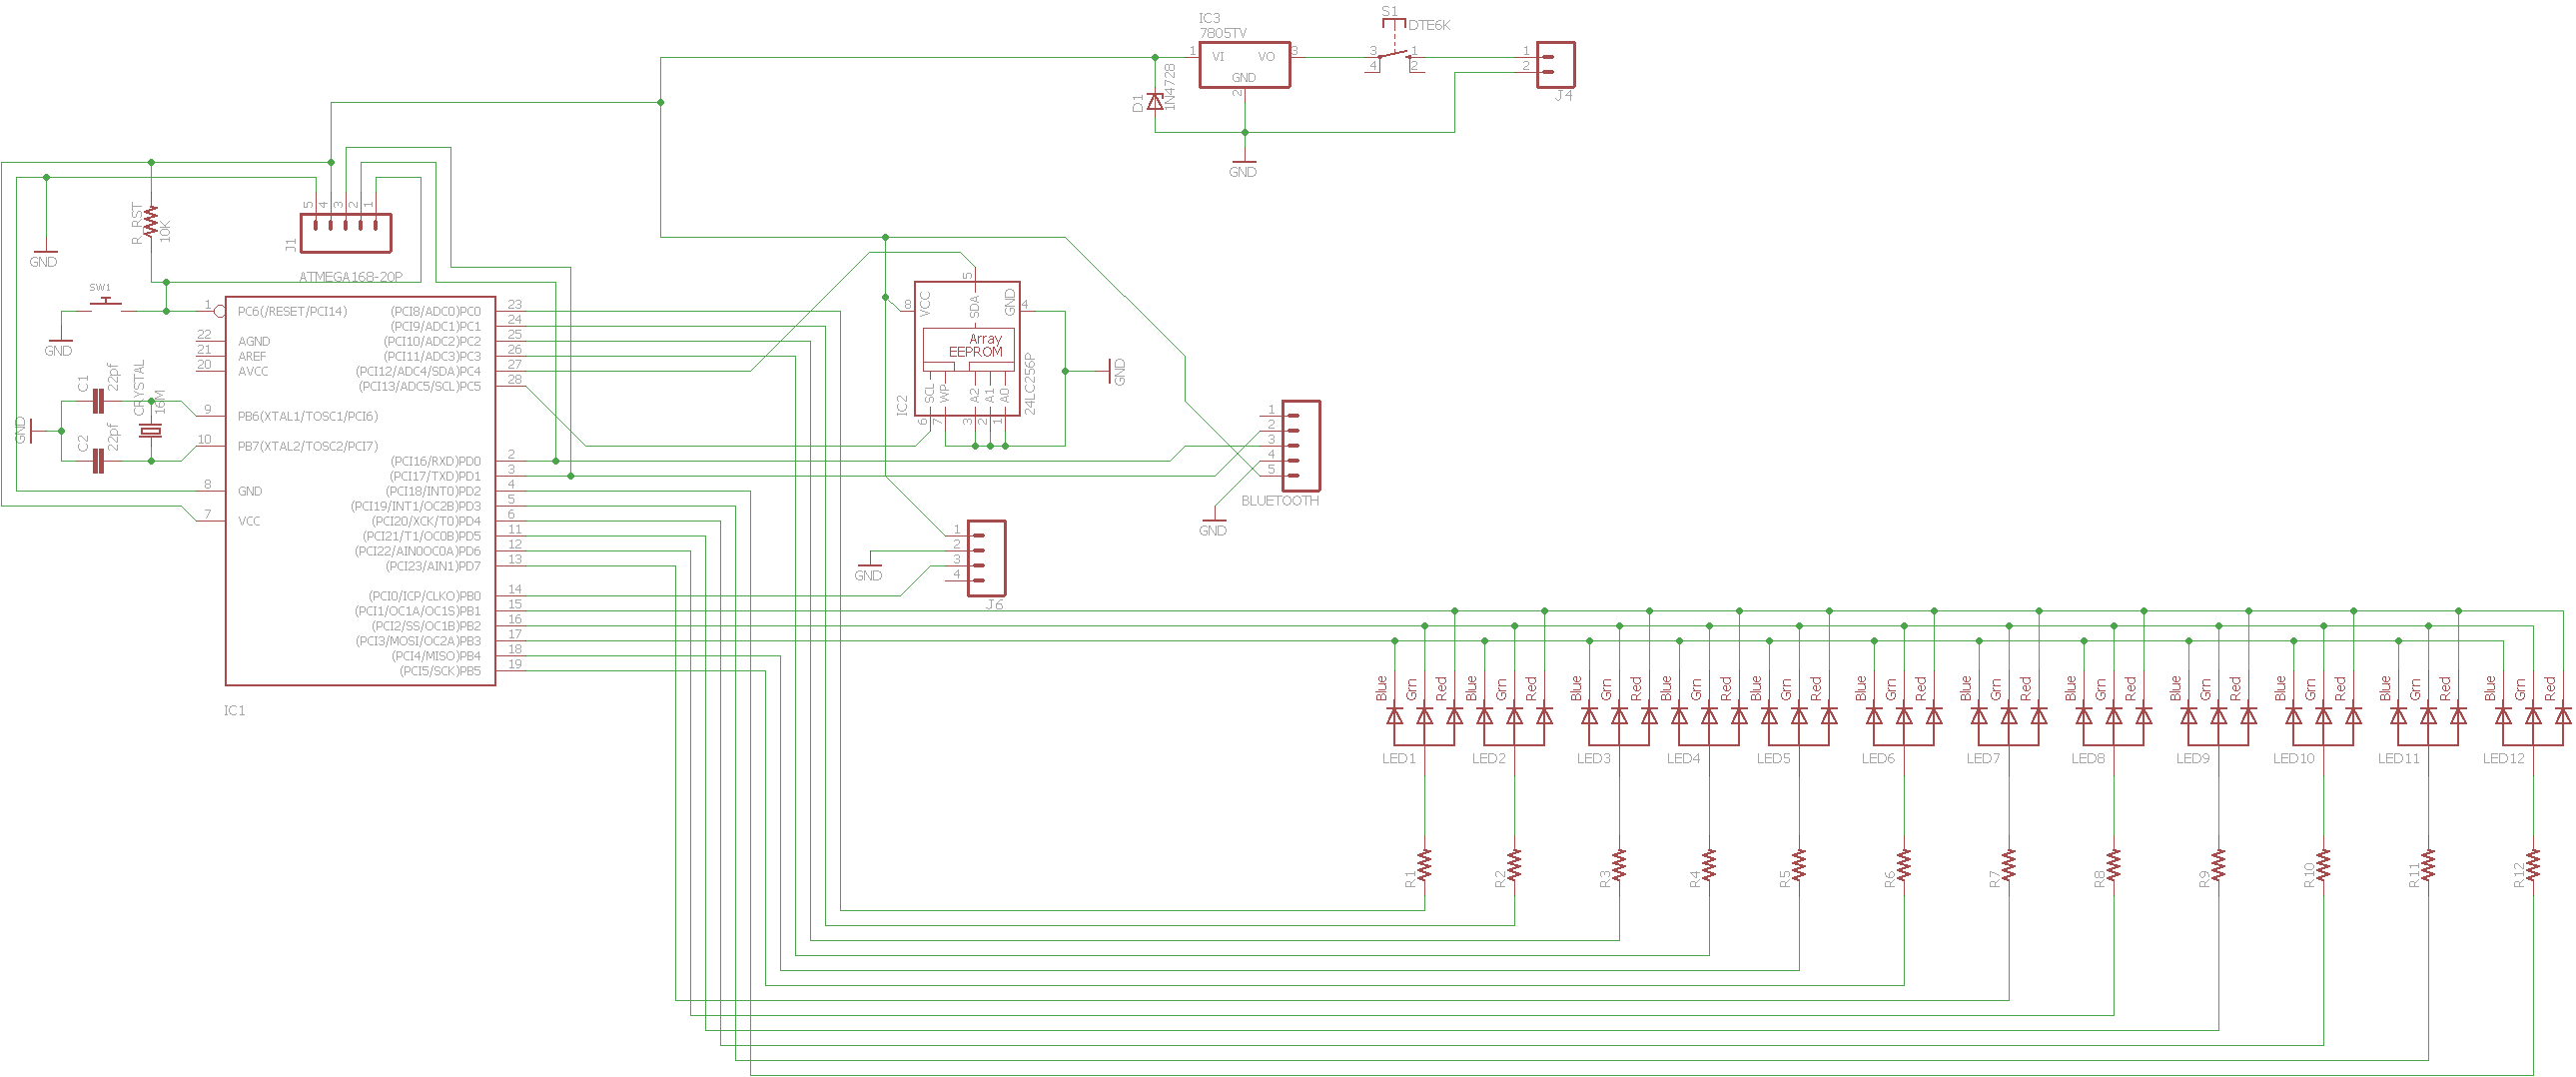 S1
DTE6K
IC3
7805TV
1 VI VO 3
GND
2
3 1
4 2
1
2
J4
D1
1N4728
GND
R_RST
10K
5 4 3 2 1
J1
GND
ATMEGA168-20P
SW1
GND
1 PC6(/RESET/PCI14)
22 AGND
21 AREF
20 AVCC
9 PB6(XTAL1/TOSC1/PCI6)
10 PB7(XTAL2/TOSC2/PCI7)
8 GND
7 VCC
C1
22pf
C2
22pf
CRYSTAL
16M
GND
(PCI8/ADC0)PC0 23
(PCI9/ADC1)PC1 24
(PCI10/ADC2)PC2 25
(PCI11/ADC3)PC3 26
(PCI12/ADC4/SDA)PC4 27
(PCI13/ADC5/SCL)PC5 28
(PCI16/RXD)PD0 2
(PCI17/TXD)PD1 3
(PCI18/INT0)PD2 4
(PCI19/INT1/OC2B)PD3 5
(PCI20/XCK/T0)PD4 6
(PCI21/T1/OC0B)PD5 11
(PCI22/AIN0OC0A)PD6 12
(PCI23/AIN1)PD7 13
(PCI0/ICP/CLKO)PB0 14
(PCI1/OC1A/OC1S)PB1 15
(PCI2/SS/OC1B)PB2 16
(PCI3/MOSI/OC2A)PB3 17
(PCI4/MISO)PB4 18
(PCI5/SCK)PB5 19
IC1
5
8 VCC SDA GND 4
Array
EEPROM
SCL WP A2 A1 A0
6 7 3 2 1
IC2
24LC256P
GND
1
2
3
4
5
BLUETOOTH
GND
1
2
3
4
J6
GND
Blue Grn Red Blue Grn Red Blue Grn Red Blue Grn Red Blue Grn Red Blue Grn Red Blue Grn Red Blue Grn Red Blue Grn Red Blue Grn Red Blue Grn Red Blue Grn Red
LED1 LED2 LED3 LED4 LED5 LED6 LED7 LED8 LED9 LED10 LED11 LED12
R1 R2 R3 R4 R5 R6 R7 R8 R9 R10 R11 R12